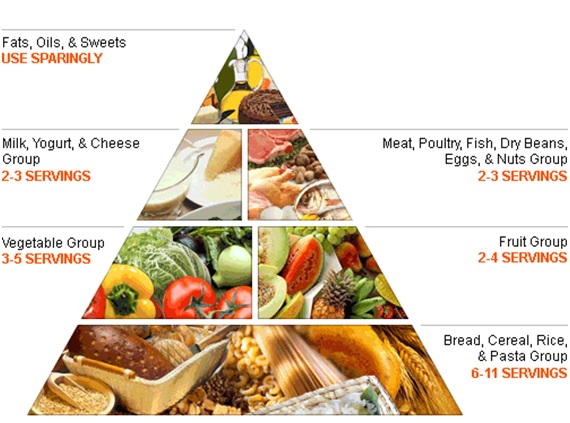 Fats, Oils, & Sweets
USE SPARINGLY
Milk, Yogurt, & Cheese
Group
2-3 SERVINGS
Meat, Poultry, Fish, Dry Beans,
Eggs, & Nuts Group
2-3 SERVINGS
Vegetable Group
3-5 SERVINGS
Fruit Group
2-4 SERVINGS
Bread, Cereal, Rice,
& Pasta Group
6-11 SERVINGS